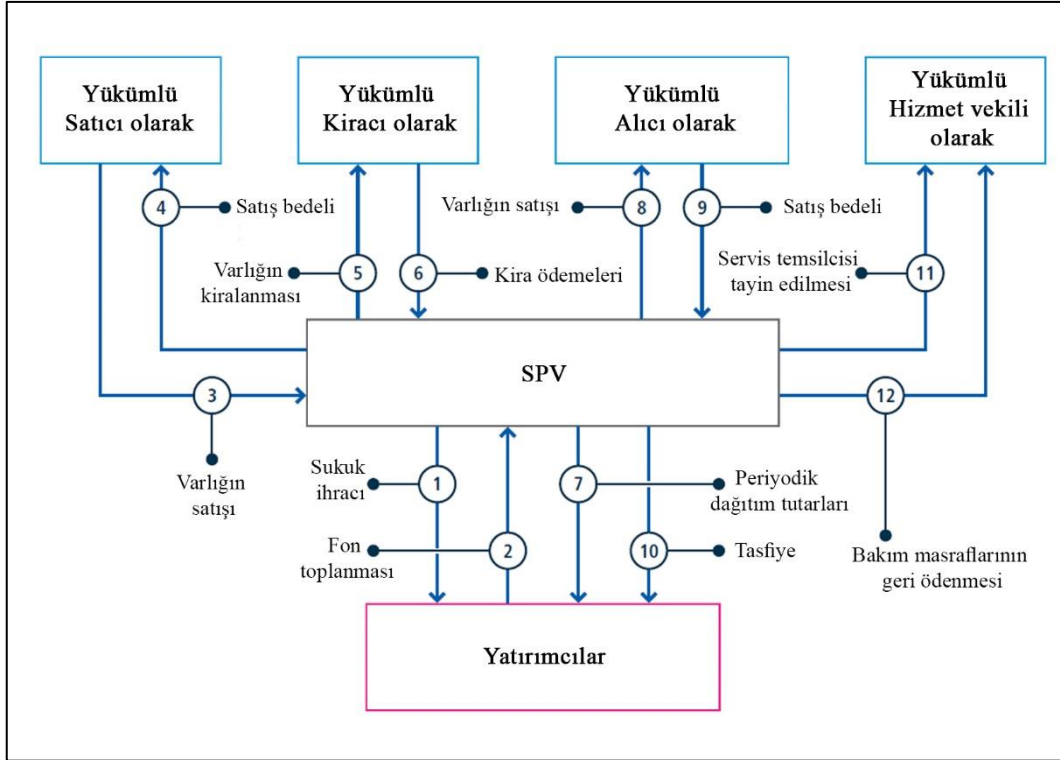 Yükümlü
Satıcı olarak
Yükümlü
Kiracı olarak
Yükümlü
Alıcı olarak
Yükümlü
Hizmet vekili
olarak
4
Satış bedeli
Varlığın satışı
8
9
Satış bedeli
Varlığın
kiralanması
5
6
Kira ödemeleri
Servis temsilcisi
tayin edilmesi
11
SPV
3
12
Varlığın
satışı
Sukuk
ihracı
1
7
Periyodik
dağıtım tutarları
Fon
toplanması
2
10
Tasfiye
Bakım masraflarının
geri ödenmesi
Yatırımcılar